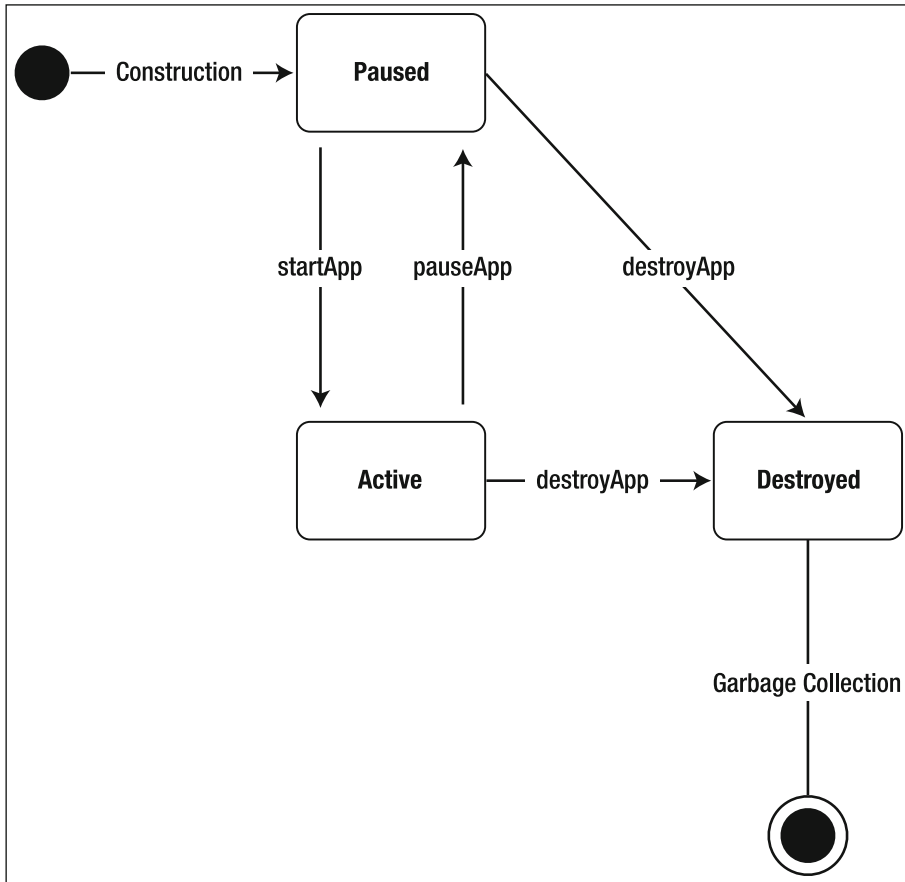 Construction
Paused
startApp
pauseApp
destroyApp
Active
destroyApp
Destroyed
Garbage Collection